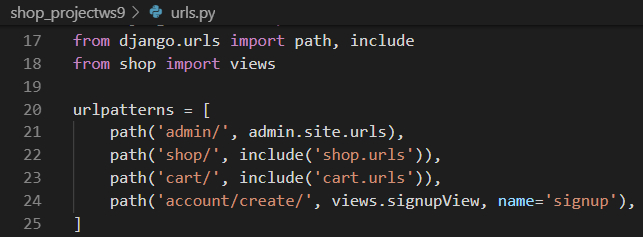 shop_projectws9 > urls.py
17 from django.urls import path, include
18 from shop import views
19
20 urlpatterns = [
21     path('admin/', admin.site.urls),
22     path('shop/', include('shop.urls')),
23     path('cart/', include('cart.urls')),
24     path('account/create/', views.signupView, name='signup'),
25 ]